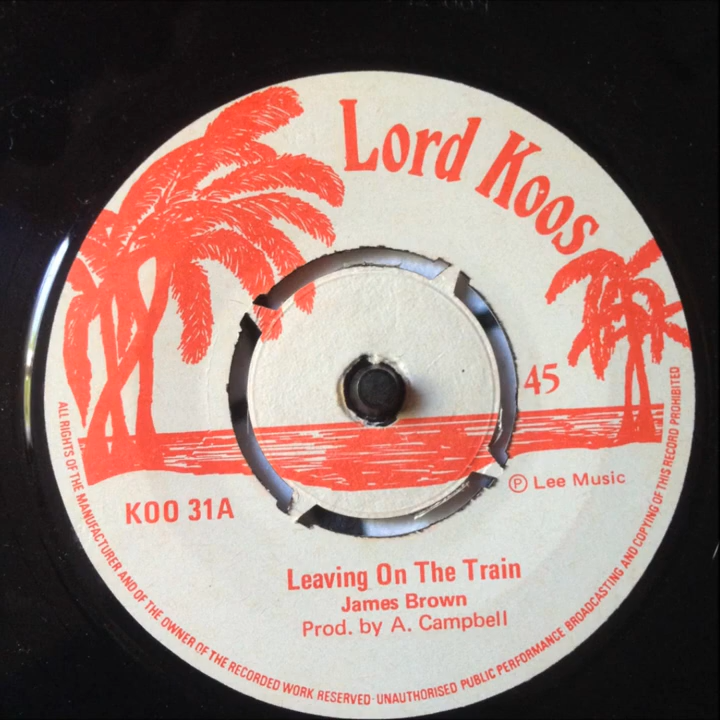 Lord Koos
45
℗ Lee Music
KOO 31A
Leaving On The Train
James Brown
Prod. by A. Campbell
ALL RIGHTS OF THE MANUFACTURER AND OF THE OWNER OF THE RECORDED WORK RESERVED · UNAUTHORISED PUBLIC PERFORMANCE BROADCASTING AND COPYING OF THIS RECORD PROHIBITED